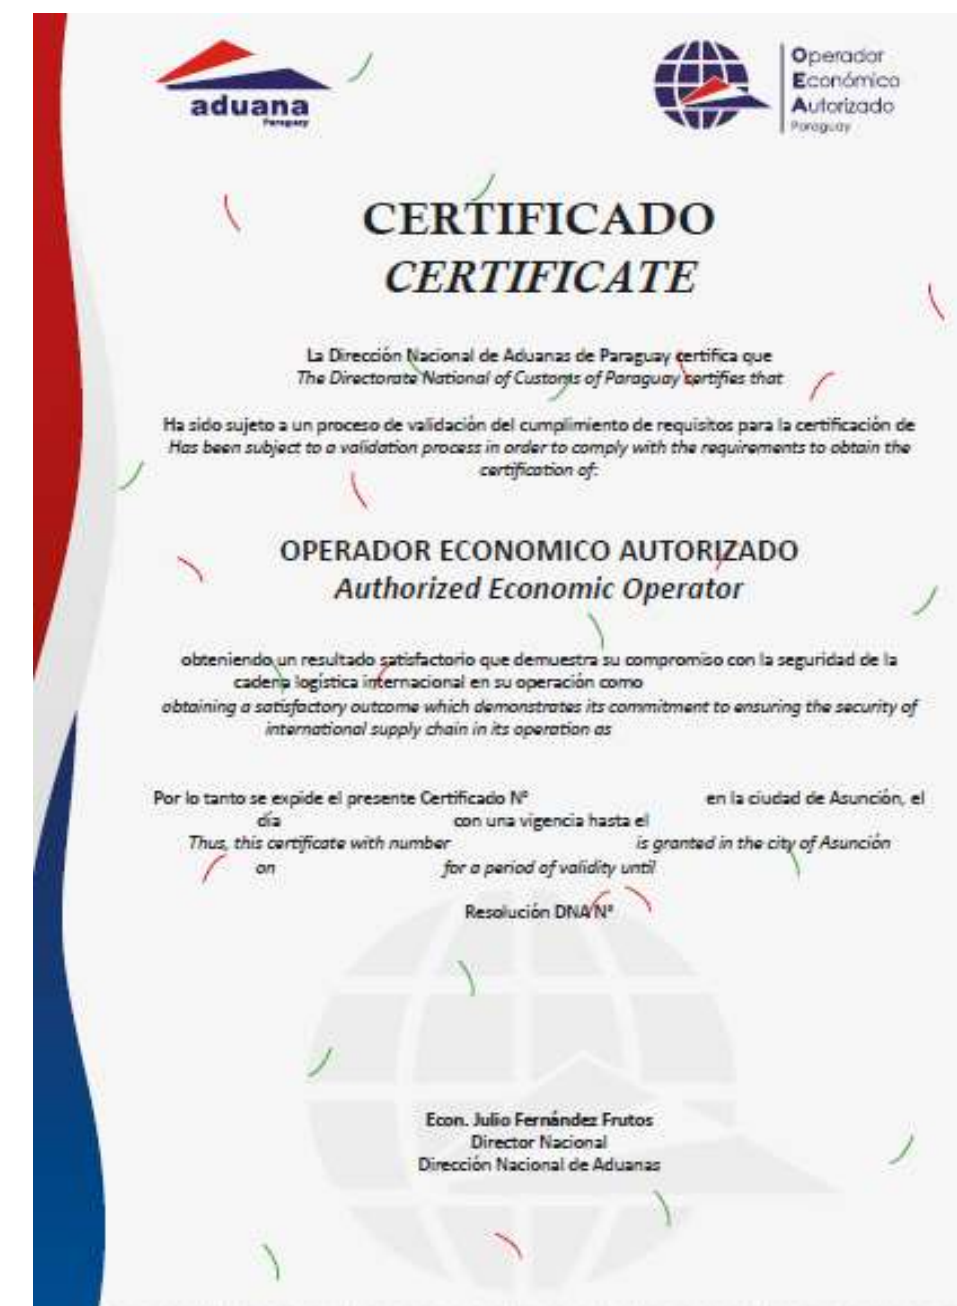 aduana
Paraguay
Operador
Económico
Autorizado
Paraguay
CERTIFICADO
CERTIFICATE
La Dirección Nacional de Aduanas de Paraguay certifica que
The Directorate National of Customs of Paraguay certifies that
Ha sido sujeto a un proceso de validación del cumplimiento de requisitos para la certificación de
Has been subject to a validation process in order to comply with the requirements to obtain the
certification of:
OPERADOR ECONOMICO AUTORIZADO
Authorized Economic Operator
obteniendo un resultado satisfactorio que demuestra su compromiso con la seguridad de la
cadena logística internacional en su operación como
obtaining a satisfactory outcome which demonstrates its commitment to ensuring the security of
international supply chain in its operation as
Por lo tanto se expide el presente Certificado N° en la ciudad de Asunción, el
día con una vigencia hasta el
Thus, this certificate with number is granted in the city of Asunción
on for a period of validity until
Resolución DNA N°
Econ. Julio Fernández Frutos
Director Nacional
Dirección Nacional de Aduanas